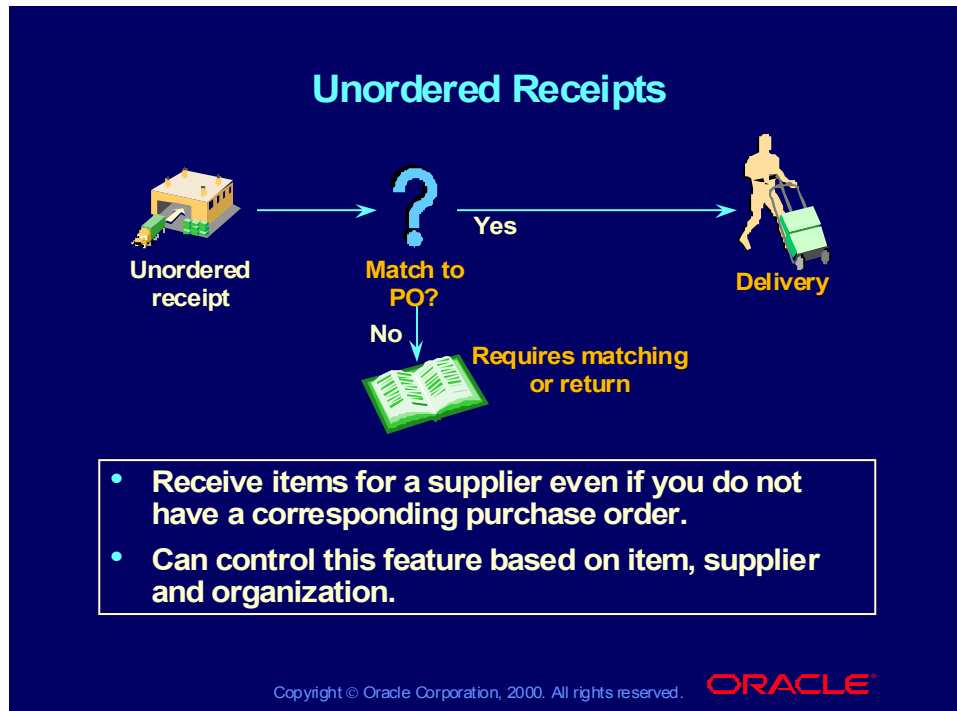 Unordered Receipts
Unordered
receipt
Match to
PO?
Yes
Delivery
No
Requires matching
or return
• Receive items for a supplier even if you do not
have a corresponding purchase order.
• Can control this feature based on item, supplier
and organization.
Copyright © Oracle Corporation, 2000. All rights reserved.
ORACLE®